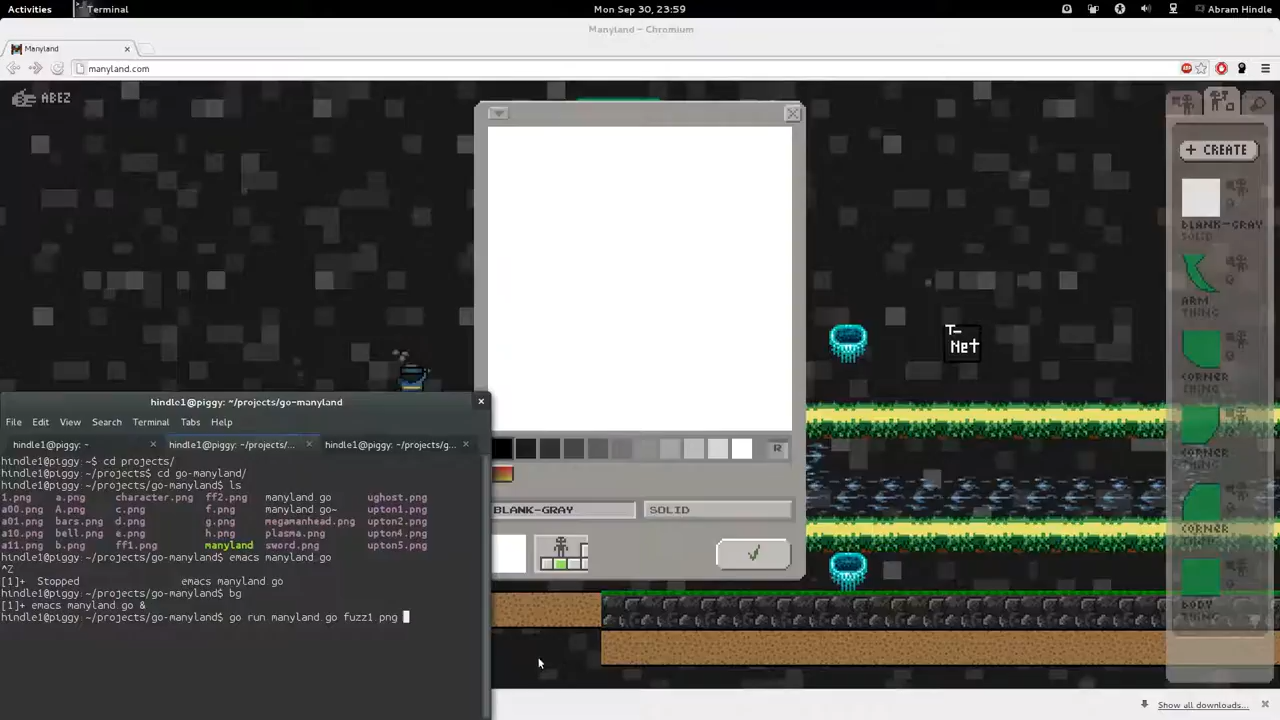 Activities
Terminal
Mon Sep 30, 23:59
Abram Hindle
Manyland - Chromium
Manyland
manyland.com
ABEZ
+ CREATE
BLANK-GRAY
SOLID
ARM
THING
CORNER
THING
CORNER
THING
CORNER
THING
BODY
THING
T-
Net
R
BLANK-GRAY
SOLID
hindle1@piggy: ~/projects/go-manyland
File Edit View Search Terminal Tabs Help
hindle1@piggy: ~
hindle1@piggy: ~/projects/...
hindle1@piggy: ~/projects/g...
hindle1@piggy:~$ cd projects/
hindle1@piggy:~/projects$ cd go-manyland/
hindle1@piggy:~/projects/go-manyland$ ls
1.png a.png character.png ff2.png manyland.go ughost.png
a00.png A.png c.png f.png manyland.go~ upton1.png
a01.png bars.png d.png g.png megamanhead.png upton2.png
a10.png bell.png e.png h.png plasma.png upton4.png
a11.png b.png ff1.png manyland sword.png upton5.png
hindle1@piggy:~/projects/go-manyland$ emacs manyland.go
^Z
[1]+ Stopped emacs manyland.go
hindle1@piggy:~/projects/go-manyland$ bg
[1]+ emacs manyland.go &
hindle1@piggy:~/projects/go-manyland$ go run manyland.go fuzz1.png
Show all downloads...